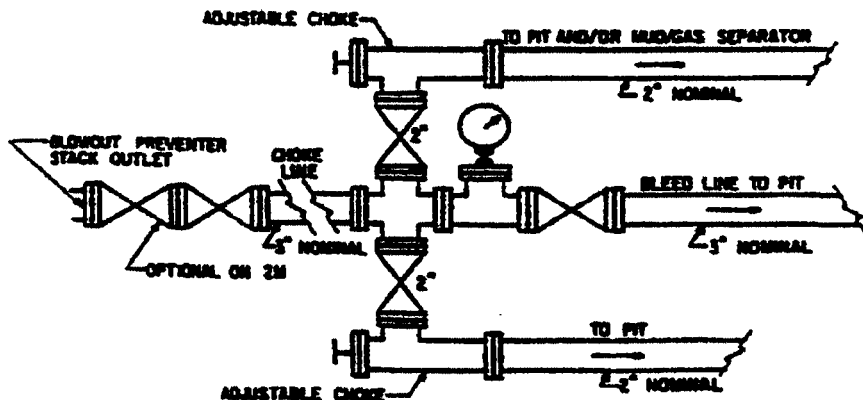 ADJUSTABLE CHOKE
TO PIT AND/OR MUD/GAS SEPARATOR
2" NOMINAL
2"
BLOWOUT PREVENTER
STACK OUTLET
CHOKE
LINE
BLEED LINE TO PIT
3" NOMINAL
3" NOMINAL
OPTIONAL ON 2M
2"
TO PIT
2" NOMINAL
ADJUSTABLE CHOKE